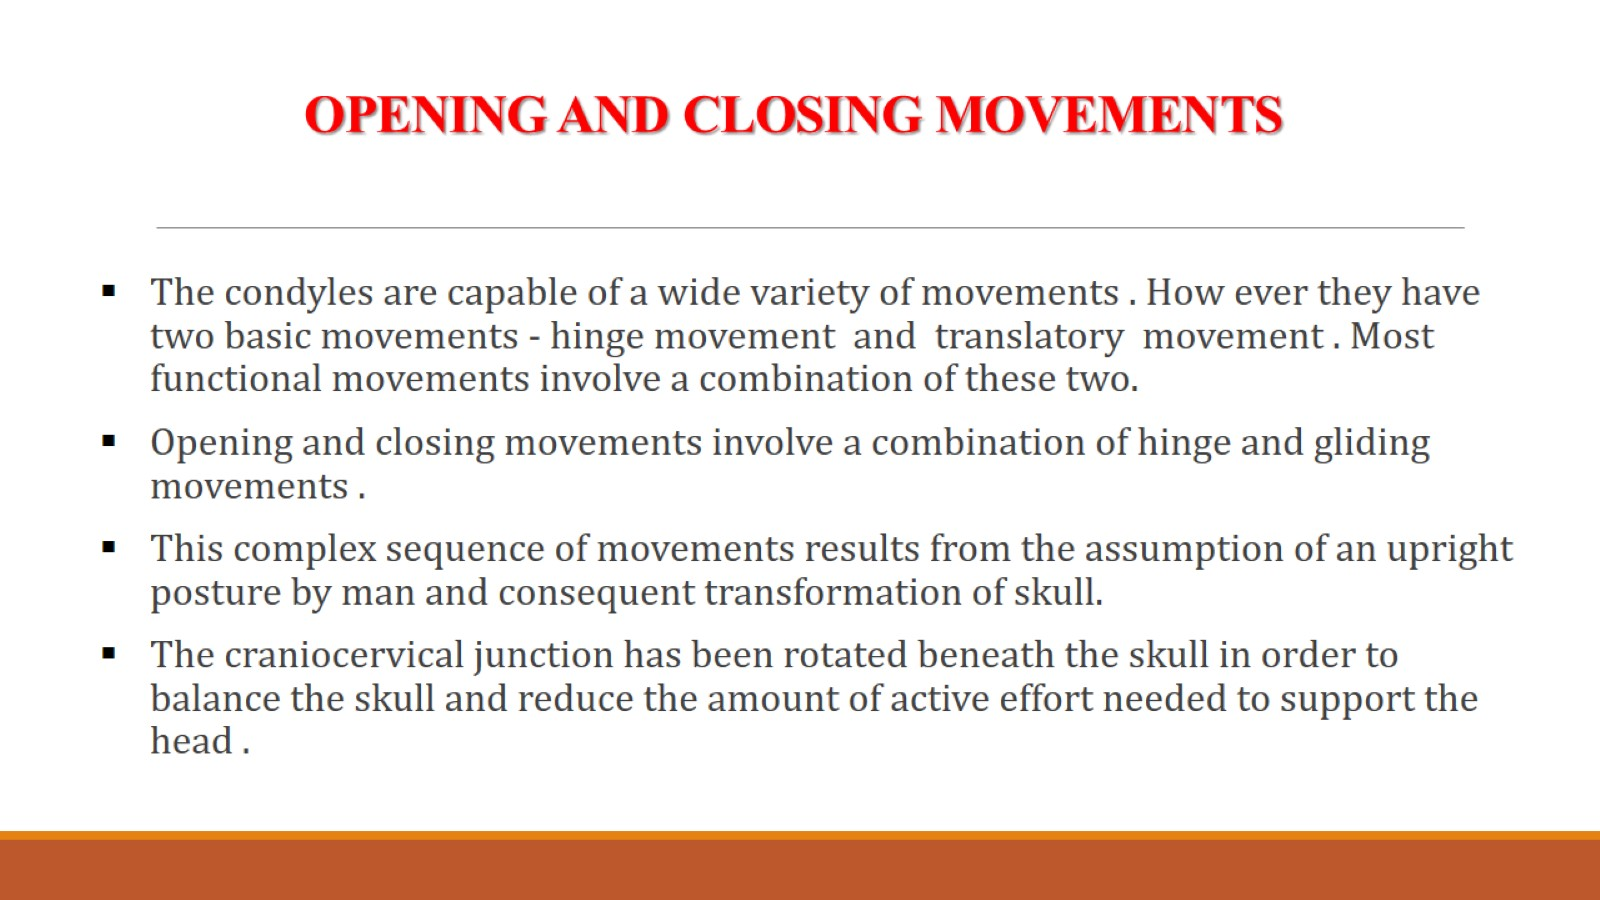 OPENING AND CLOSING MOVEMENTS
▪ The condyles are capable of a wide variety of movements . How ever they have
two basic movements - hinge movement and translatory movement . Most
functional movements involve a combination of these two.
▪ Opening and closing movements involve a combination of hinge and gliding
movements .
▪ This complex sequence of movements results from the assumption of an upright
posture by man and consequent transformation of skull.
▪ The craniocervical junction has been rotated beneath the skull in order to
balance the skull and reduce the amount of active effort needed to support the
head .